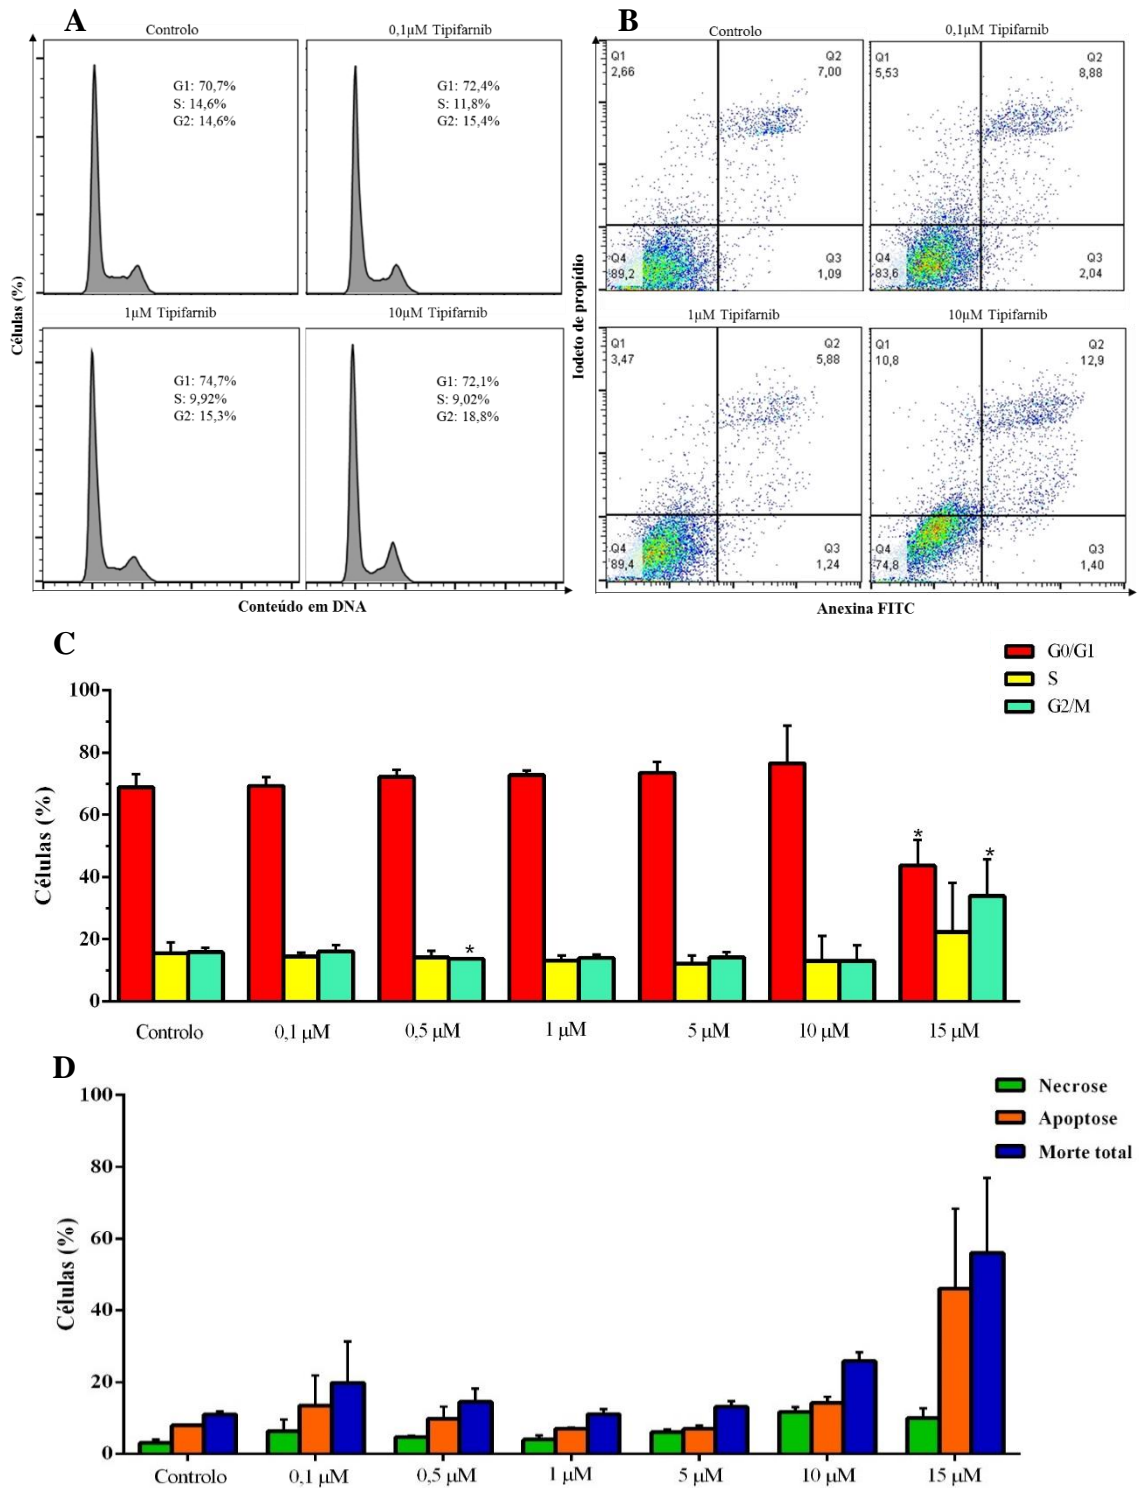 A
Controlo
0,1µM Tipifarnib
G1: 70,7%
S: 14,6%
G2: 14,6%
G1: 72,4%
S: 11,8%
G2: 15,4%
1µM Tipifarnib
10µM Tipifarnib
G1: 74,7%
S: 9,92%
G2: 15,3%
G1: 72,1%
S: 9,02%
G2: 18,8%
Células (%)
Conteúdo em DNA
B
Controlo
0,1µM Tipifarnib
Q1
2,66
Q2
7,00
Q4
89,2
Q3
1,09
Q1
5,53
Q2
8,88
Q4
83,6
Q3
2,04
1µM Tipifarnib
10µM Tipifarnib
Q1
3,47
Q2
5,88
Q4
89,4
Q3
1,24
Q1
10,8
Q2
12,9
Q4
74,8
Q3
1,40
Iodeto de propídio
Anexina FITC
C
G0/G1
S
G2/M
Células (%)
100
80
60
40
20
0
*
*
*
Controlo
0,1 µM
0,5 µM
1 µM
5 µM
10 µM
15 µM
D
Necrose
Apoptose
Morte total
Células (%)
100
80
60
40
20
0
Controlo
0,1 µM
0,5 µM
1 µM
5 µM
10 µM
15 µM